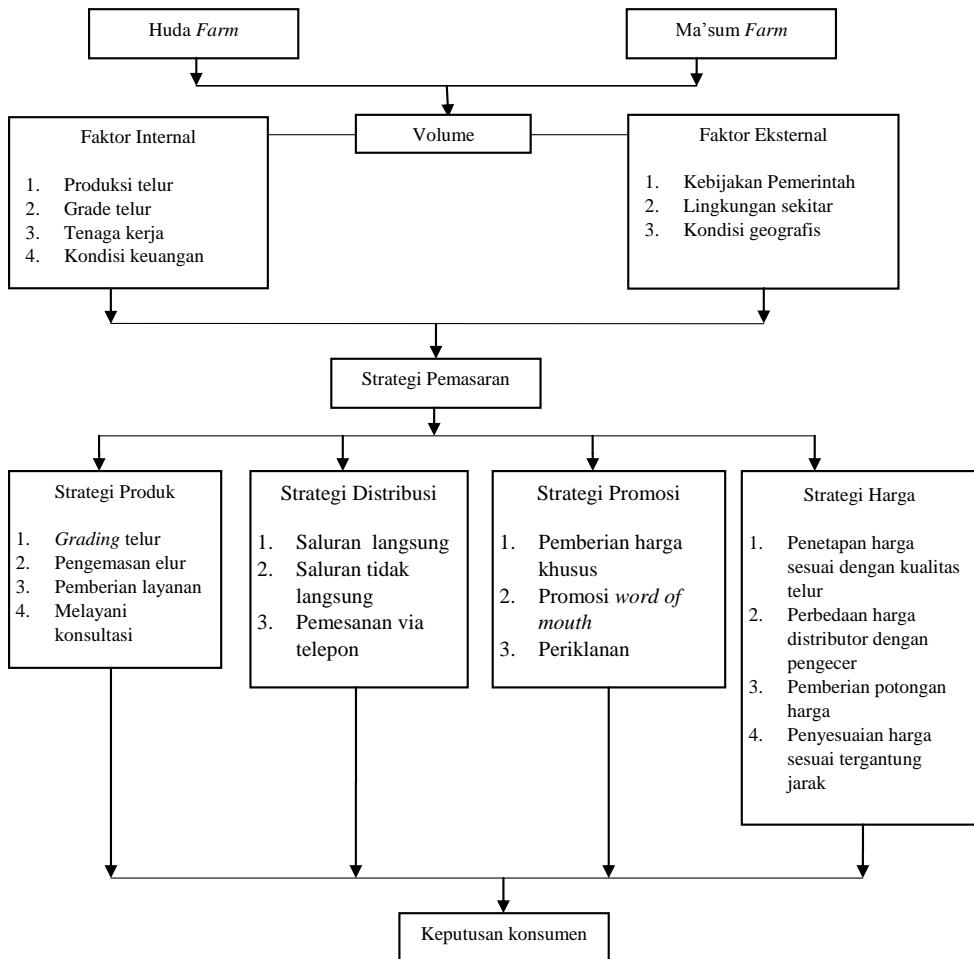 Huda Farm
Ma'sum Farm
Volume
Faktor Internal
1. Produksi telur
2. Grade telur
3. Tenaga kerja
4. Kondisi keuangan
Faktor Eksternal
1. Kebijakan Pemerintah
2. Lingkungan sekitar
3. Kondisi geografis
Strategi Pemasaran
Strategi Produk
1. Grading telur
2. Pengemasan elur
3. Pemberian layanan
4. Melayani
konsultasi
Strategi Distribusi
1. Saluran langsung
2. Saluran tidak
langsung
3. Pemesanan via
telepon
Strategi Promosi
1. Pemberian harga
khusus
2. Promosi word of
mouth
3. Periklanan
Strategi Harga
1. Penetapan harga
sesuai dengan kualitas
telur
2. Perbedaan harga
distributor dengan
pengecer
3. Pemberian potongan
harga
4. Penyesuaian harga
sesuai tergantung
jarak
Keputusan konsumen